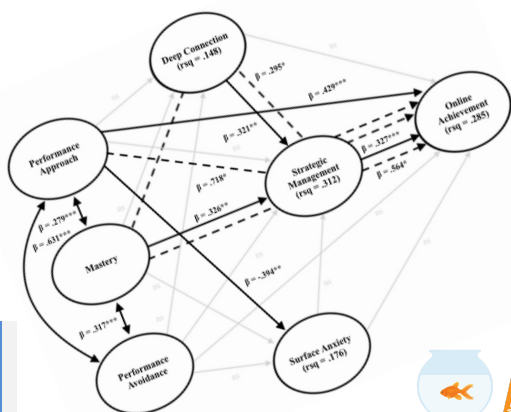 Deep Connection
(rsq = .148)
β = .295*
β = .429***
Online
Achievement
(rsq = .285)
β = .321**
β = .327***
Performance
Approach
Strategic
Management
(rsq = .312)
β = .564*
β = .718*
β = .326**
β = .279***
β = .631***
Mastery
β = -.394**
β = .317***
Surface Anxiety
(rsq = .176)
Performance
Avoidance